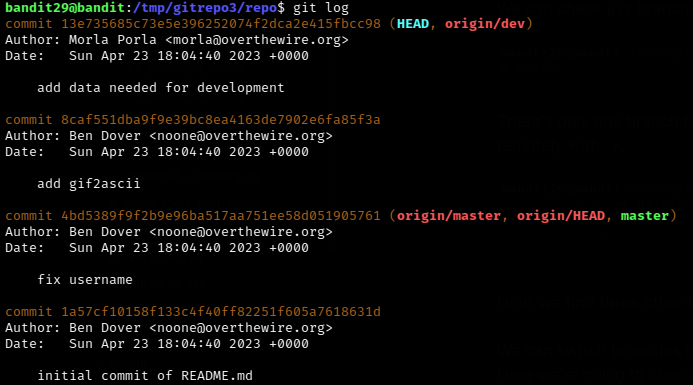 bandit29@bandit:/tmp/gitrepo3/repo$ git log
commit 13e735685c73e5e396252074f2dca2e415fbcc98 (HEAD, origin/dev)
Author: Morla Porla <morla@overthewire.org>
Date:   Sun Apr 23 18:04:40 2023 +0000
    add data needed for development
commit 8caf551dba9f9e39bc8ea4163de7902e6fa85f3a
Author: Ben Dover <noone@overthewire.org>
Date:   Sun Apr 23 18:04:40 2023 +0000
    add gif2ascii
commit 4bd5389f9f2b9e96ba517aa751ee58d051905761 (origin/master, origin/HEAD, master)
Author: Ben Dover <noone@overthewire.org>
Date:   Sun Apr 23 18:04:40 2023 +0000
    fix username
commit 1a57cf10158f133c4f40ff82251f605a7618631d
Author: Ben Dover <noone@overthewire.org>
Date:   Sun Apr 23 18:04:40 2023 +0000
    initial commit of README.md